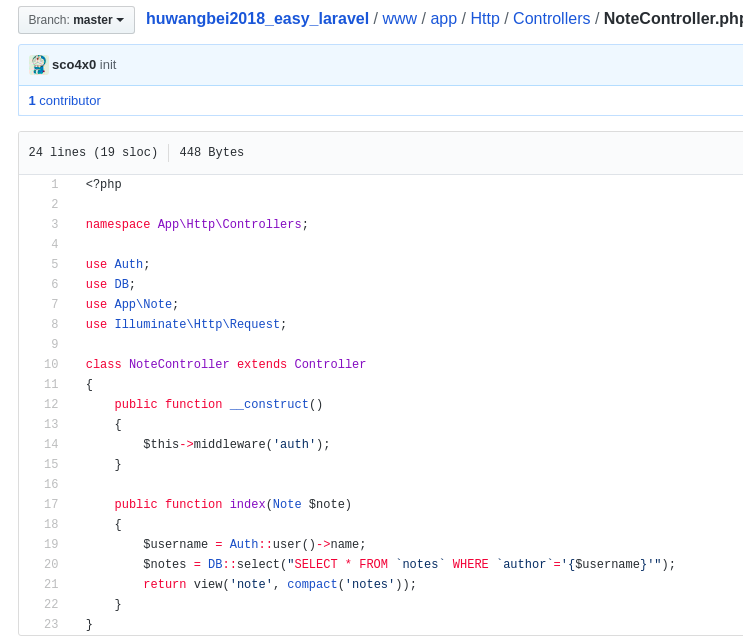 Branch: master huwangbei2018_easy_laravel / www / app / Http / Controllers / NoteController.php
sco4x0 init
1 contributor
24 lines (19 sloc) 448 Bytes
1 <?php
2
3 namespace App\Http\Controllers;
4
5 use Auth;
6 use DB;
7 use App\Note;
8 use Illuminate\Http\Request;
9
10 class NoteController extends Controller
11 {
12     public function __construct()
13     {
14         $this->middleware('auth');
15     }
16
17     public function index(Note $note)
18     {
19         $username = Auth::user()->name;
20         $notes = DB::select("SELECT * FROM `notes` WHERE `author`='{$username}'");
21         return view('note', compact('notes'));
22     }
23 }